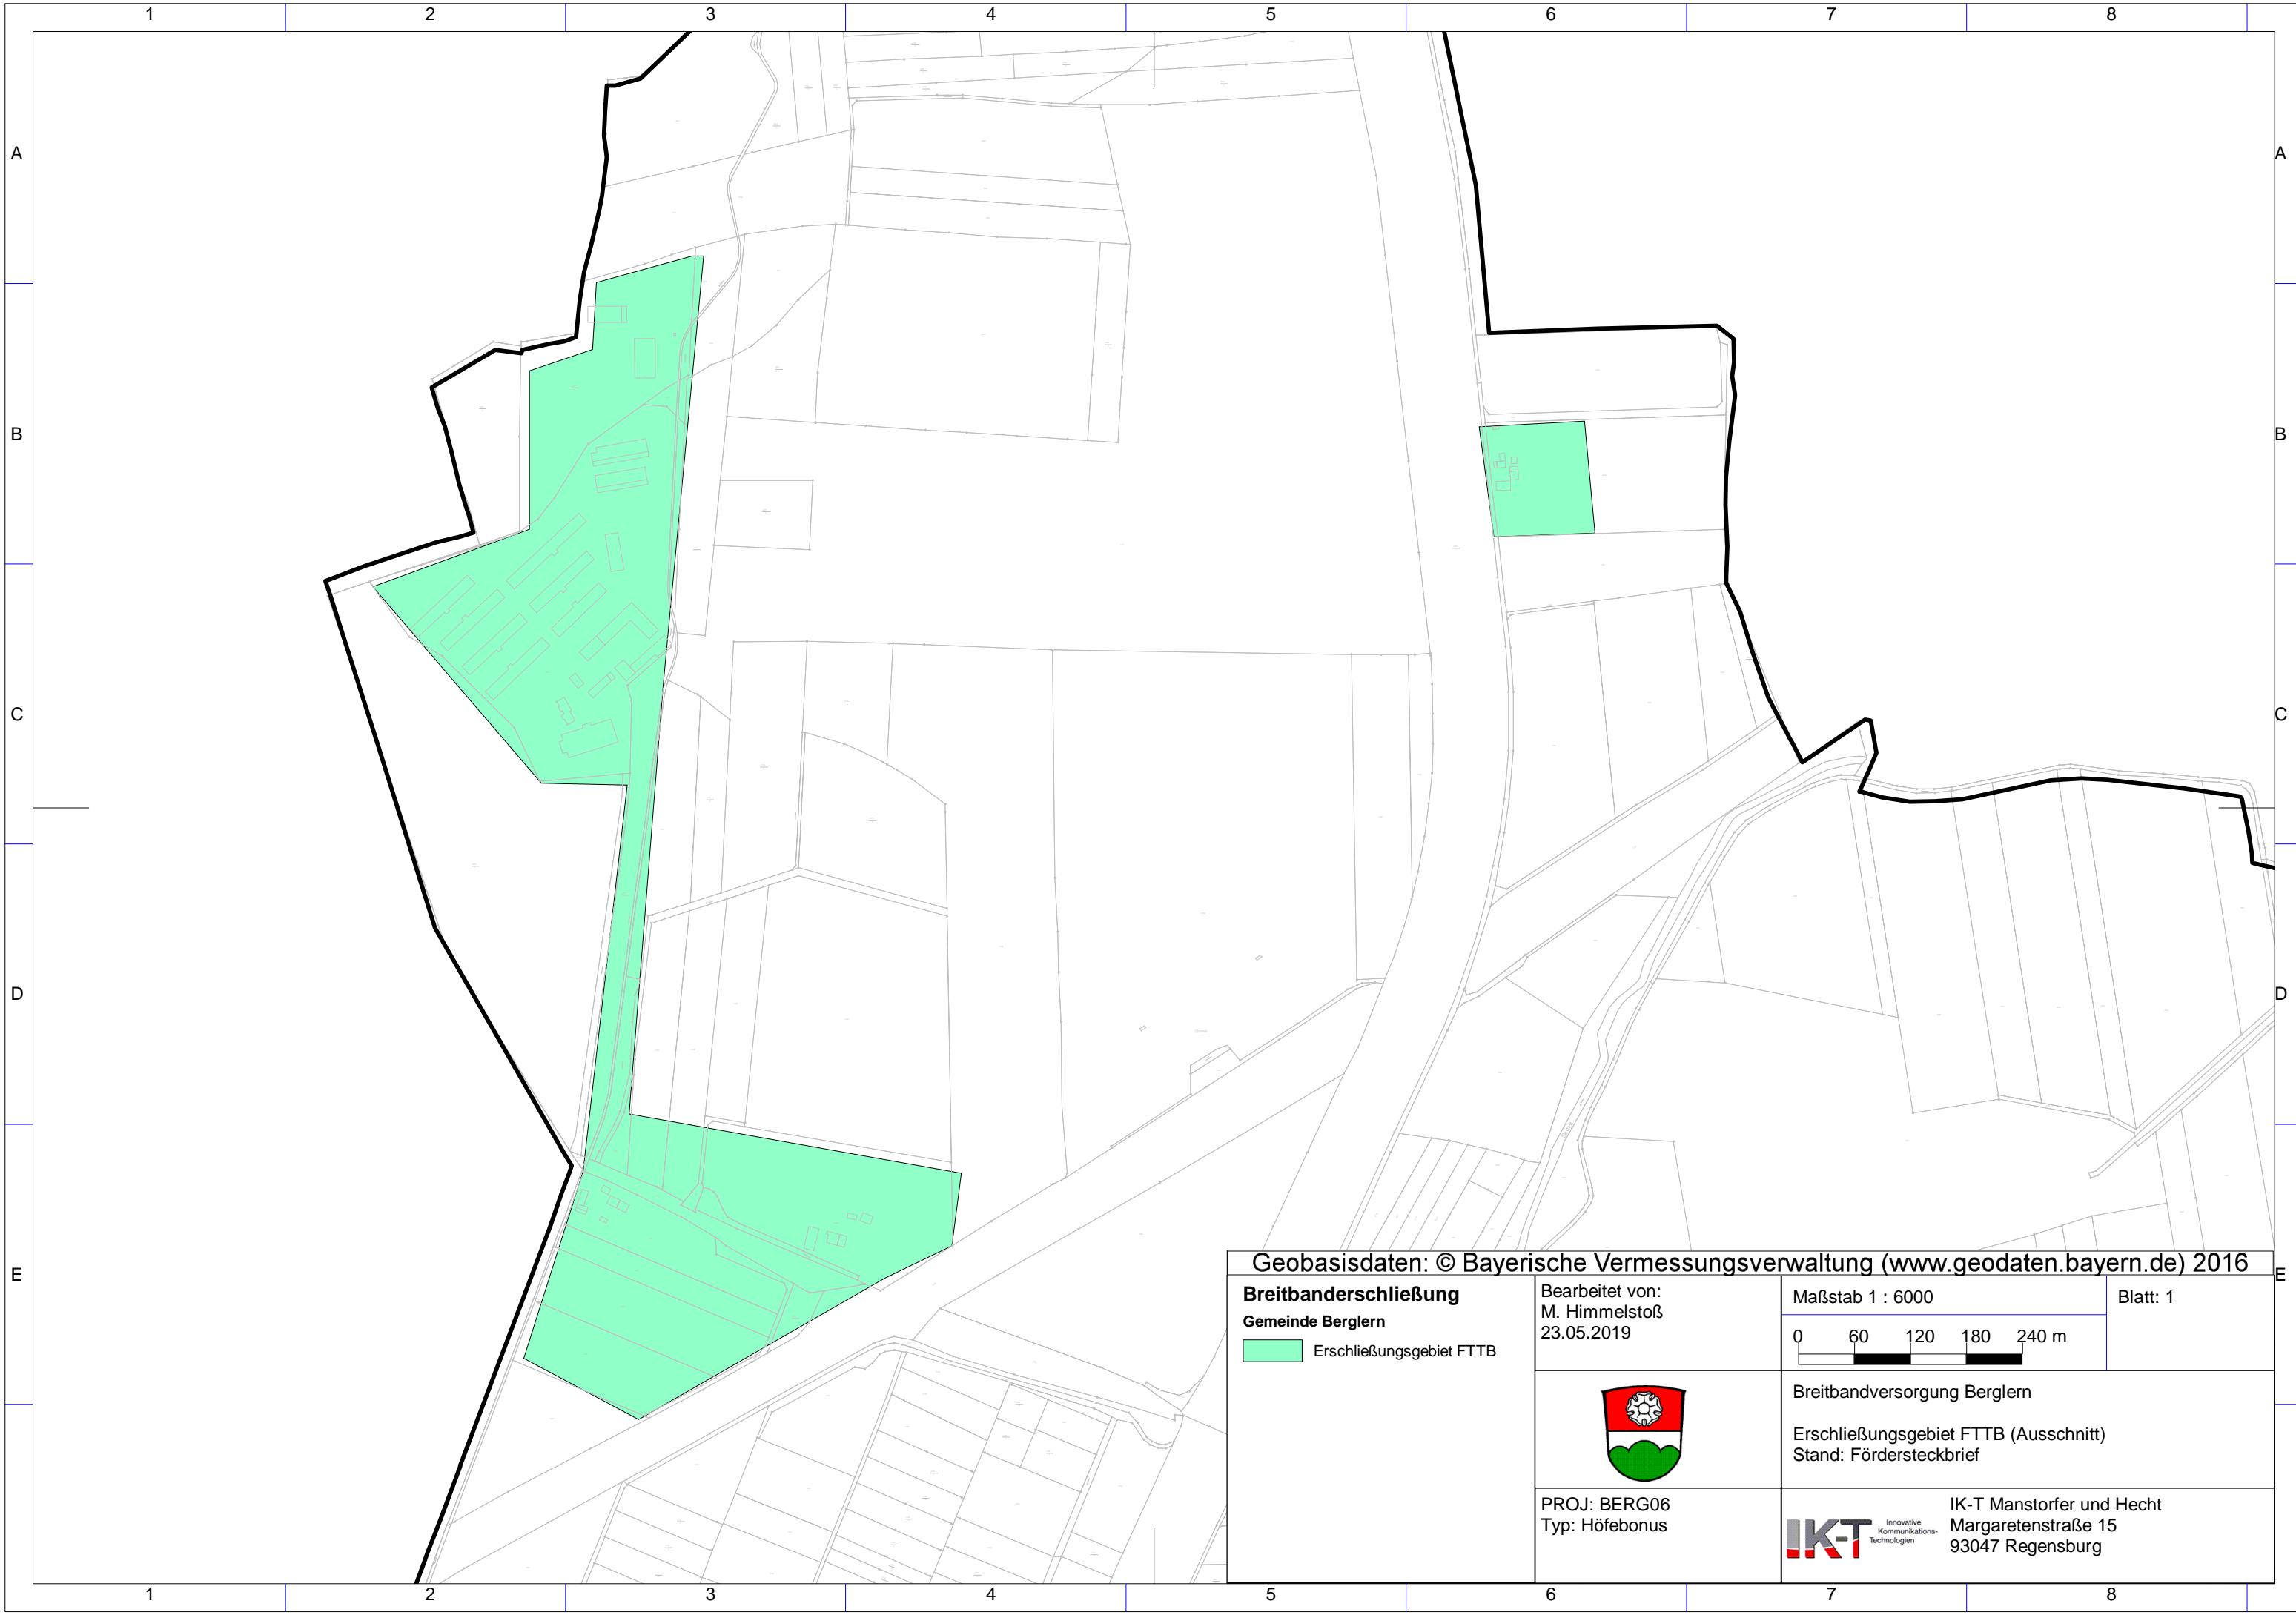 1 2 3 4 5 6 7 8
A A
B B
C C
D D
E E
Geobasisdaten: © Bayerische Vermessungsverwaltung (www.geodaten.bayern.de) 2016
Breitbanderschließung
Gemeinde Berglern
Erschließungsgebiet FTTB
Bearbeitet von:
M. Himmelstoß
23.05.2019
Maßstab 1 : 6000
Blatt: 1
0 60 120 180 240 m
Breitbandversorgung Berglern
Erschließungsgebiet FTTB (Ausschnitt)
Stand: Fördersteckbrief
PROJ: BERG06
Typ: Höfebonus
IK-T
Innovative
Kommunikations-
Technologien
IK-T Manstorfer und Hecht
Margaretenstraße 15
93047 Regensburg
1 2 3 4 5 6 7 8